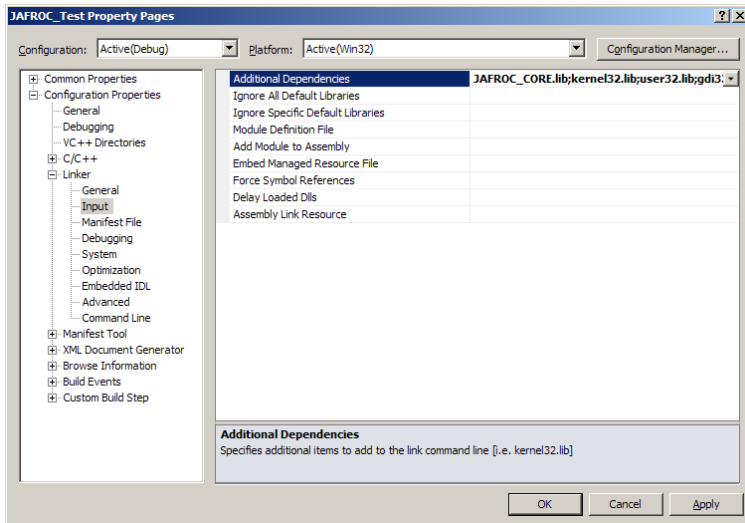 JAFROC_Test Property Pages
Configuration: Active(Debug) Platform: Active(Win32) Configuration Manager...
Common Properties
Configuration Properties
General
Debugging
VC++ Directories
C/C++
Linker
General
Input
Manifest File
Debugging
System
Optimization
Embedded IDL
Advanced
Command Line
Manifest Tool
XML Document Generator
Browse Information
Build Events
Custom Build Step
Additional Dependencies JAFROC_CORE.lib;kernel32.lib;user32.lib;gdi32
Ignore All Default Libraries
Ignore Specific Default Libraries
Module Definition File
Add Module to Assembly
Embed Managed Resource File
Force Symbol References
Delay Loaded Dlls
Assembly Link Resource
Additional Dependencies
Specifies additional items to add to the link command line [i.e. kernel32.lib]
OK Cancel Apply